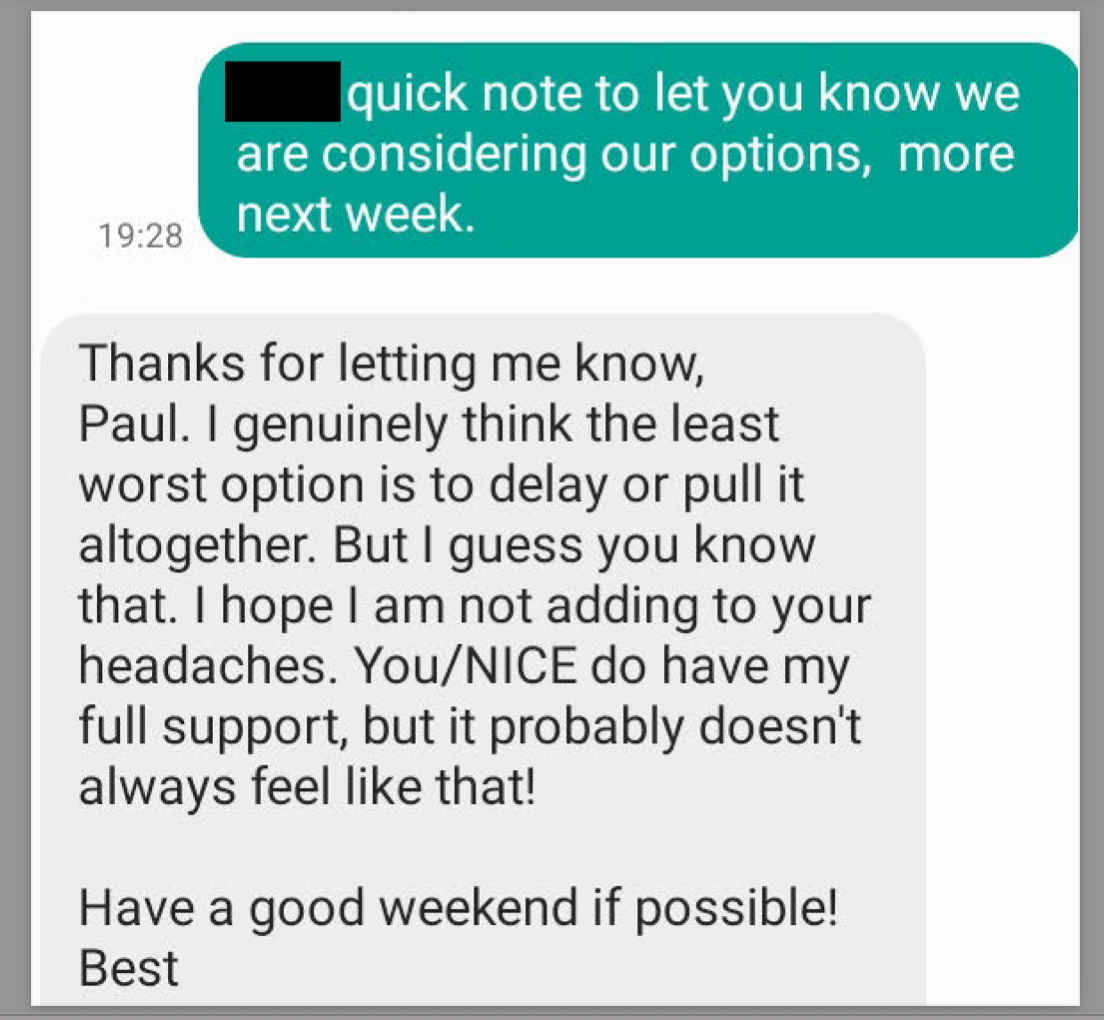 quick note to let you know we
are considering our options,  more
next week.
19:28
Thanks for letting me know,
Paul. I genuinely think the least
worst option is to delay or pull it
altogether. But I guess you know
that. I hope I am not adding to your
headaches. You/NICE do have my
full support, but it probably doesn't
always feel like that!
Have a good weekend if possible!
Best